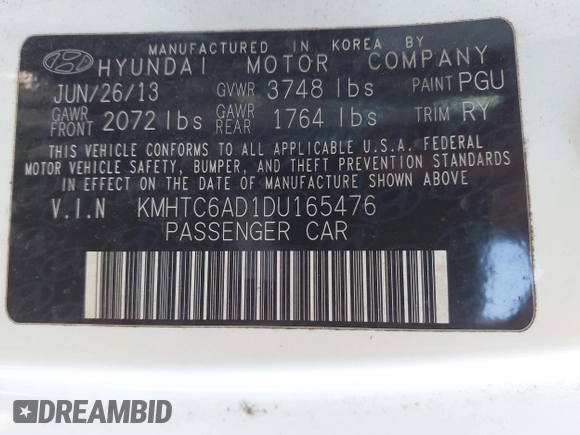 MANUFACTURED IN KOREA BY
HYUNDAI MOTOR COMPANY
JUN/26/13 GVWR 3748 lbs PAINT PGU
GAWR FRONT 2072 lbs GAWR REAR 1764 lbs TRIM RY
THIS VEHICLE CONFORMS TO ALL APPLICABLE U.S.A. FEDERAL
MOTOR VEHICLE SAFETY, BUMPER, AND THEFT PREVENTION STANDARDS
IN EFFECT ON THE DATE OF MANUFACTURE SHOWN ABOVE
V.I.N KMHTC6AD1DU165476
PASSENGER CAR
DREAMBID